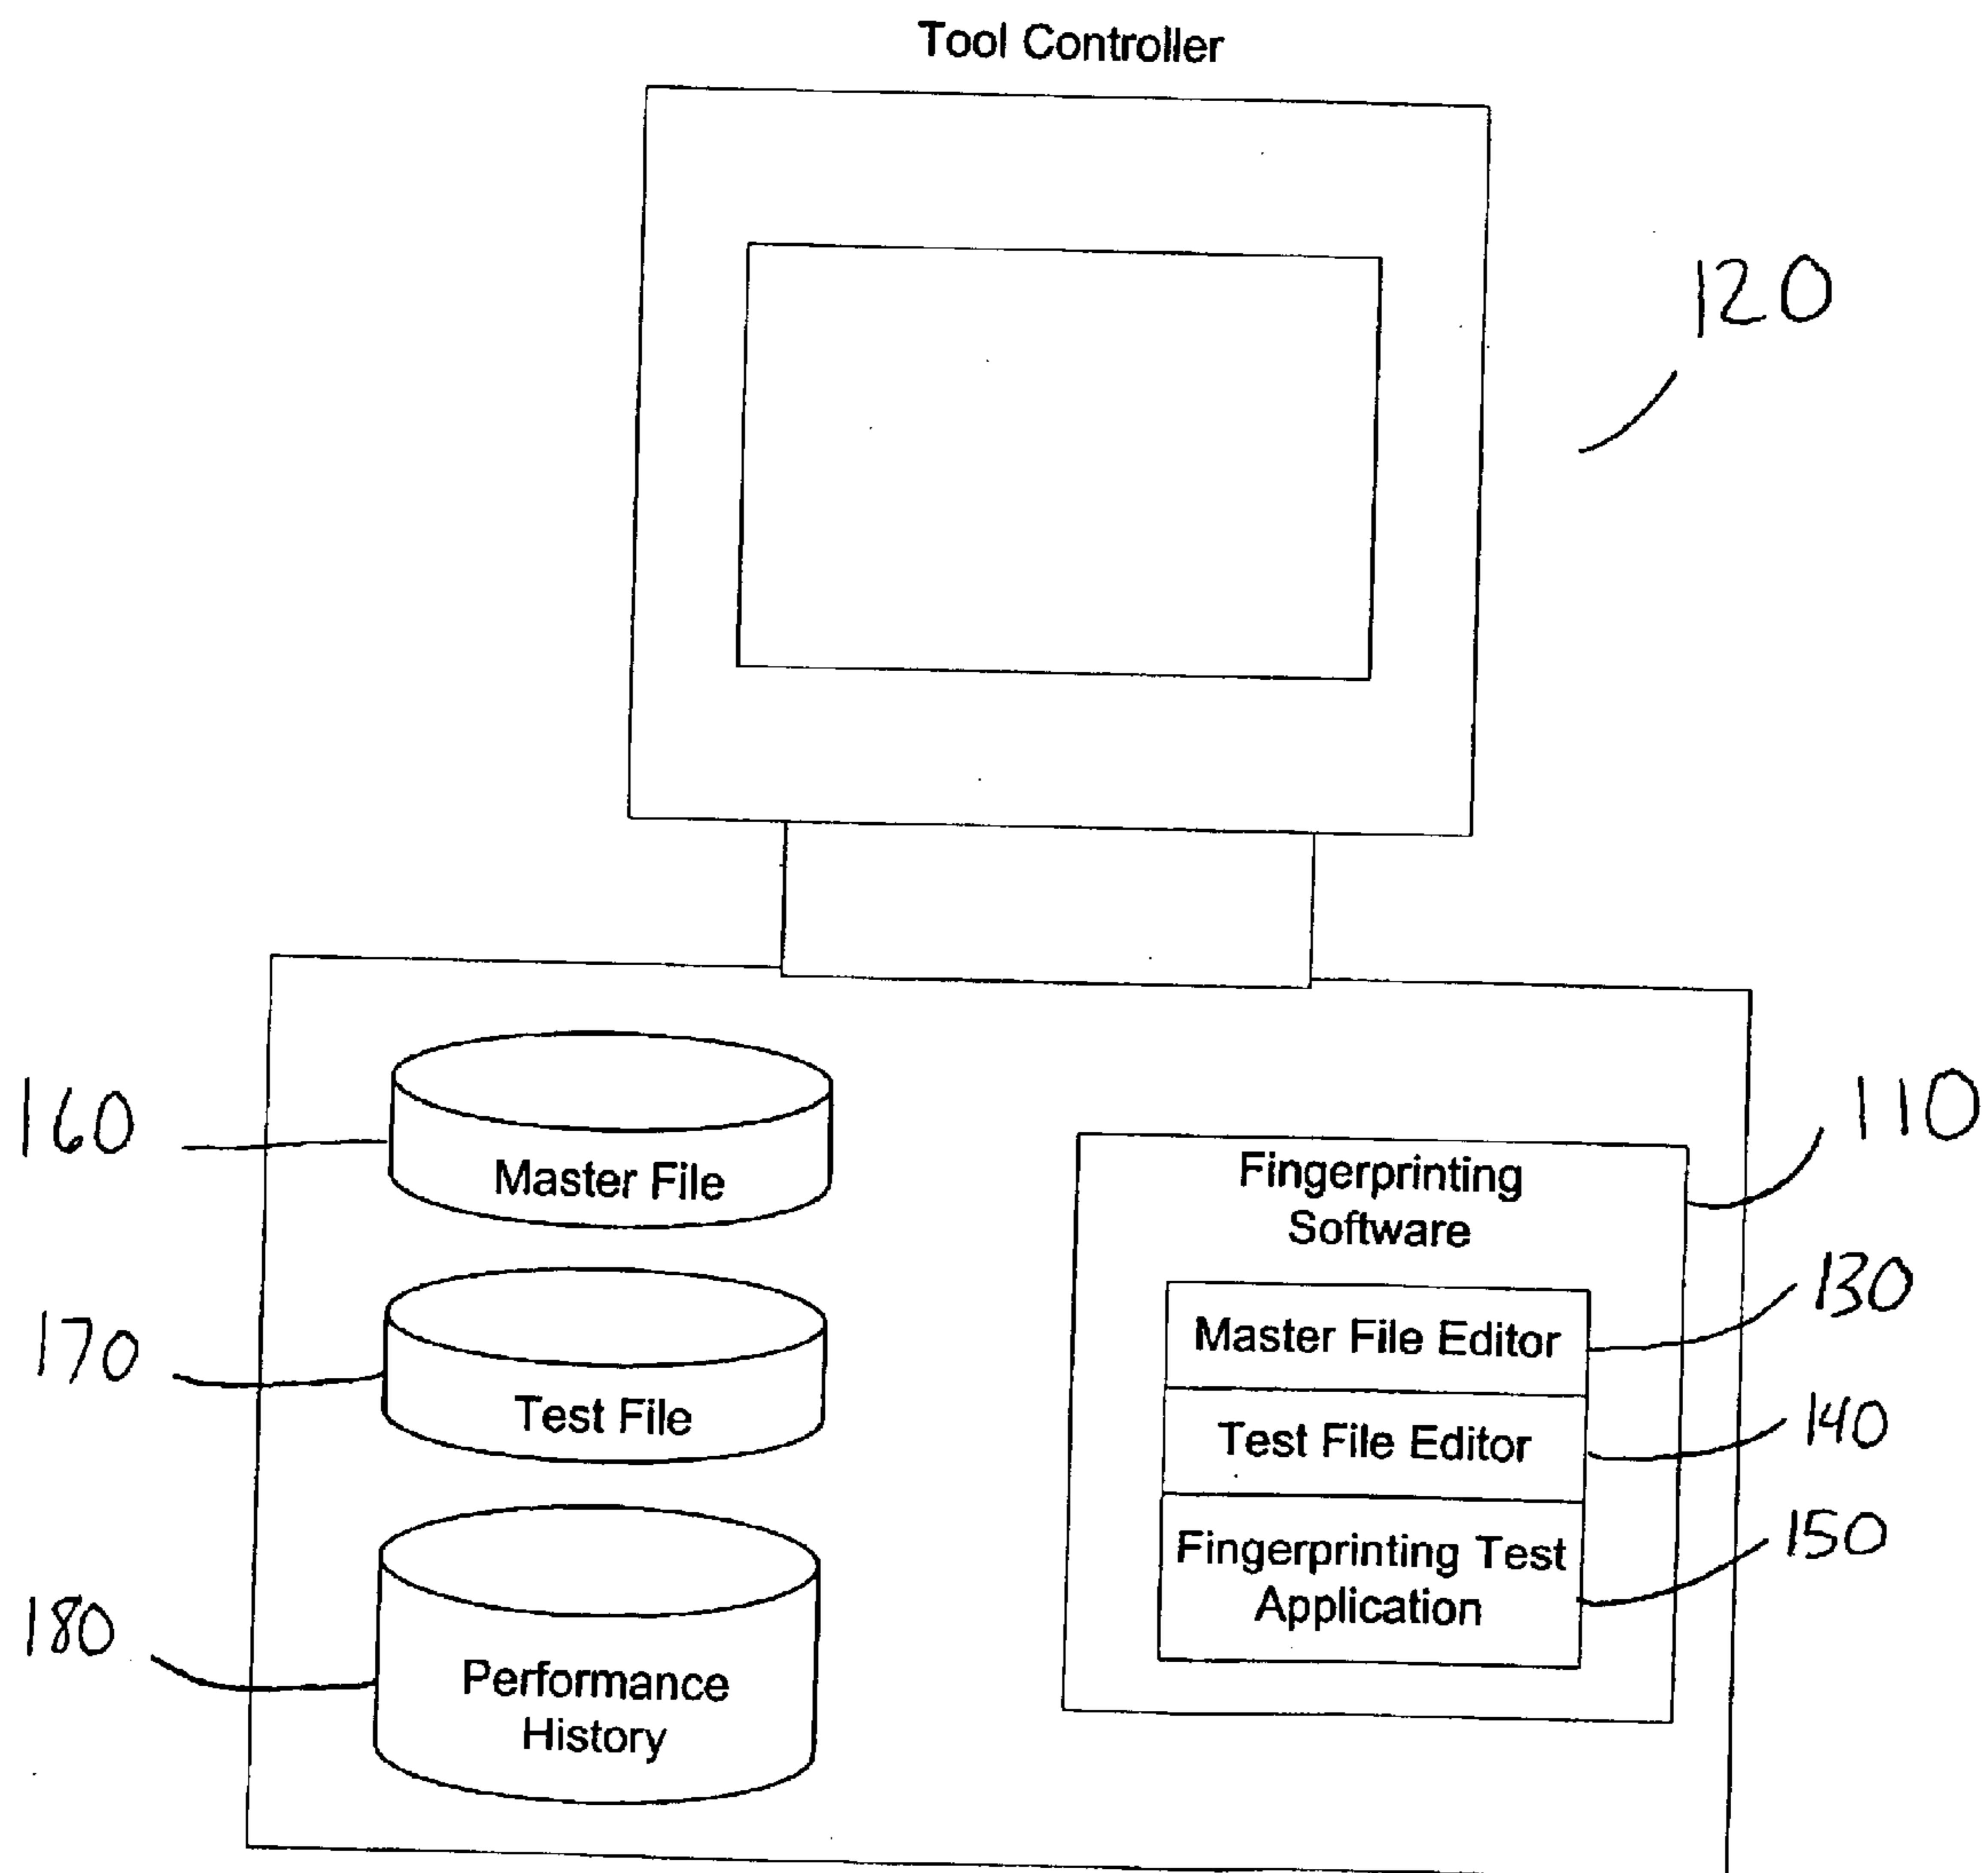 Tool Controller
120
160
Master File
110
Fingerprinting
Software
130
Master File Editor
170
Test File
140
Test File Editor
150
Fingerprinting Test
Application
180
Performance
History